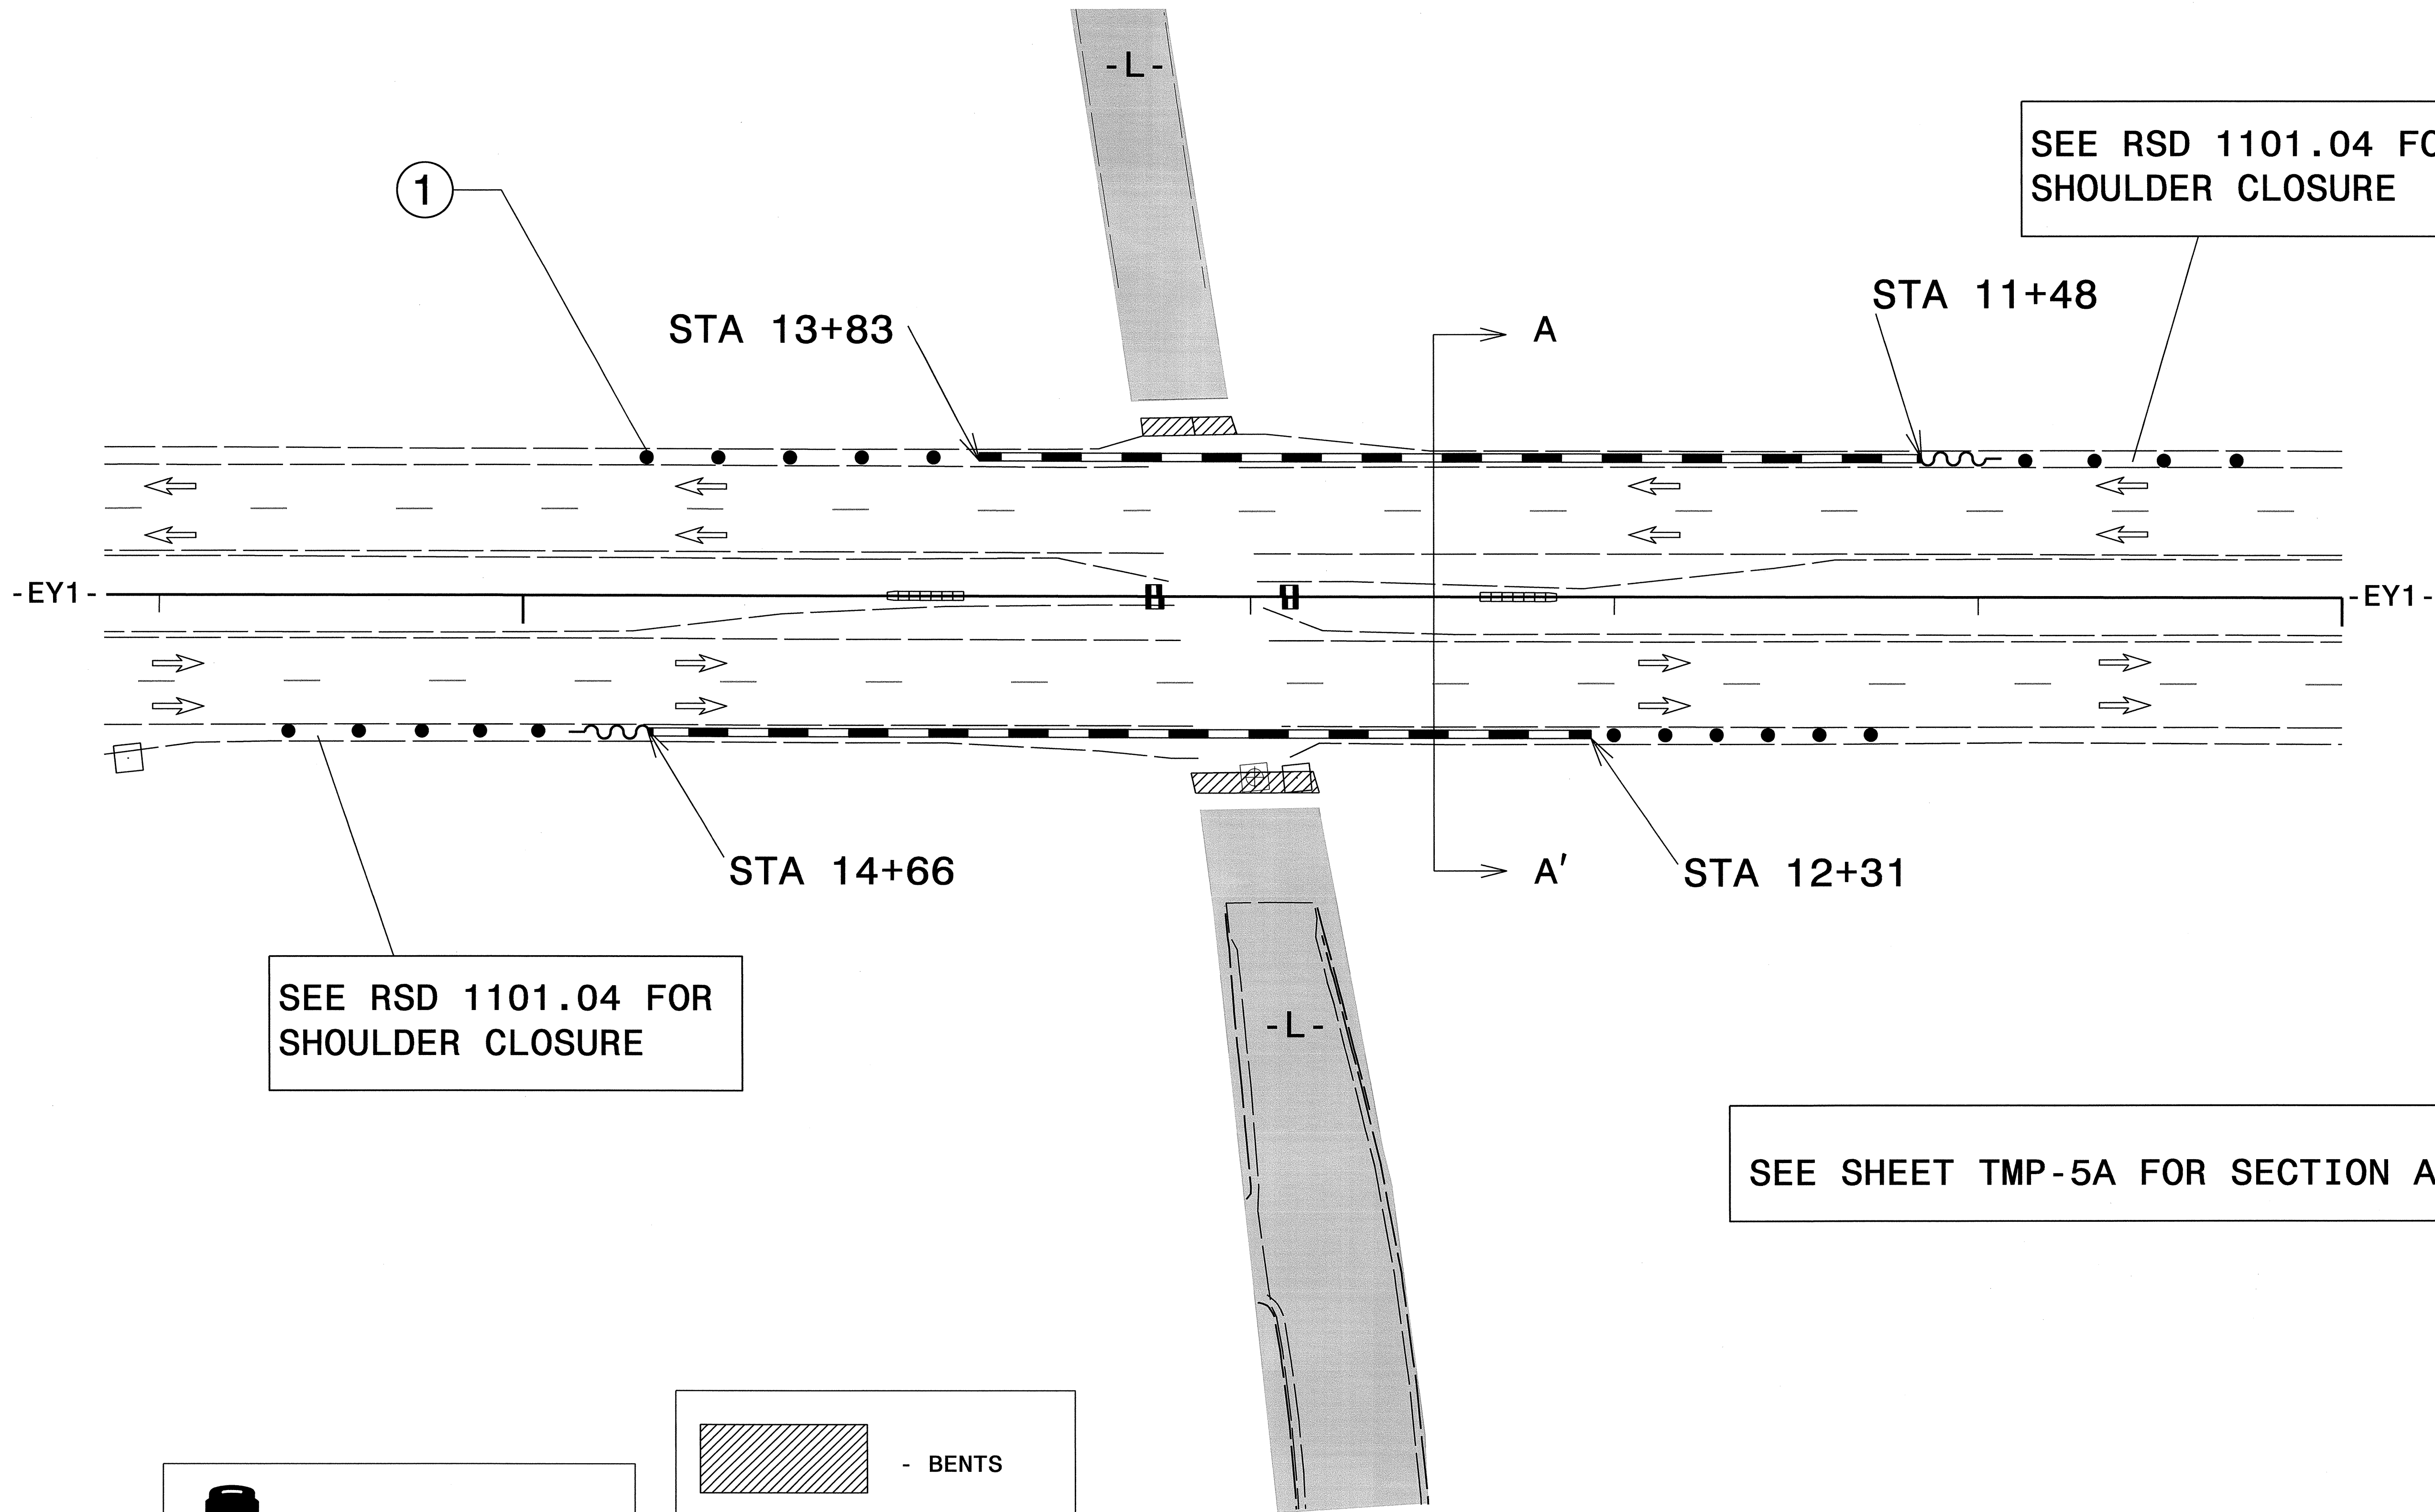 -L-
SEE RSD 1101.04 FO
SHOULDER CLOSURE
1
STA 11+48
STA 13+83
A
-EY1-
-EY1-
STA 14+66
A'
STA 12+31
SEE RSD 1101.04 FOR
SHOULDER CLOSURE
-L-
SEE SHEET TMP-5A FOR SECTION A
- BENTS